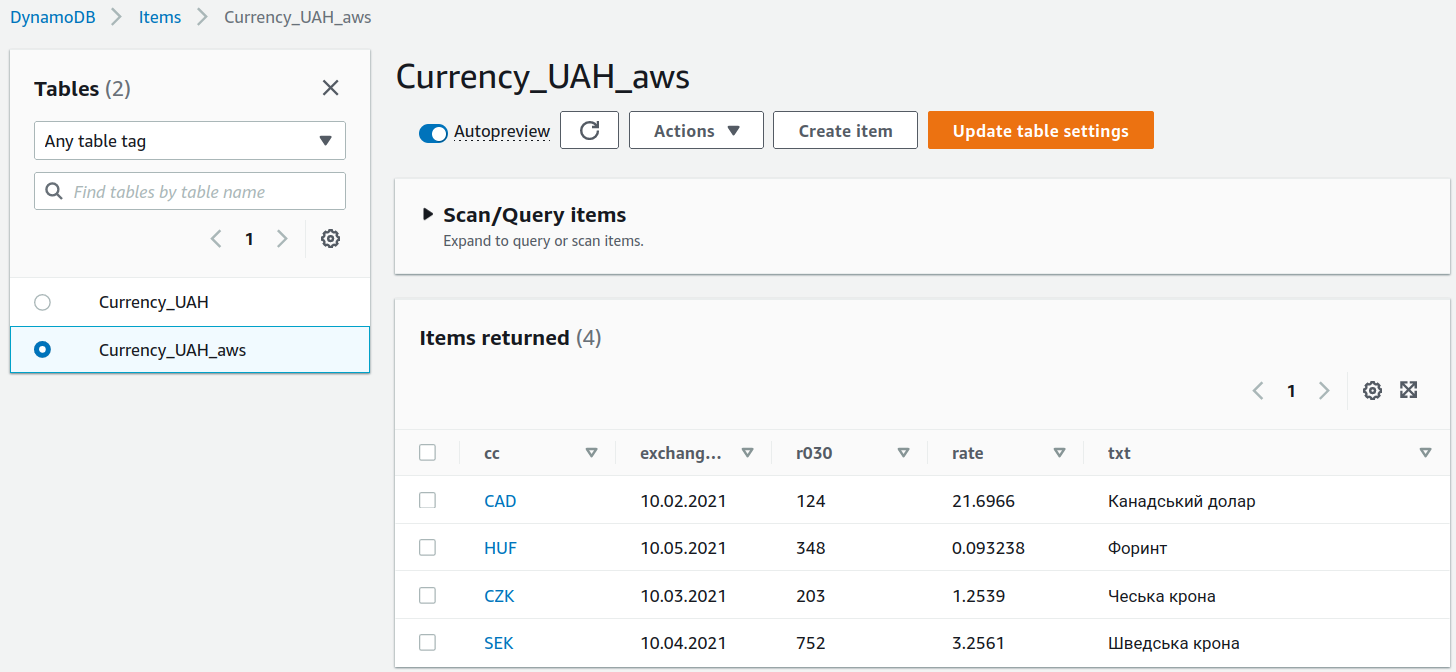 DynamoDB > Items > Currency_UAH_aws
Tables (2)
Any table tag
Find tables by table name
1
Currency_UAH
Currency_UAH_aws
Currency_UAH_aws
Autopreview Actions Create item Update table settings
Scan/Query items
Expand to query or scan items.
Items returned (4)
1
cc exchang... r030 rate txt
CAD 10.02.2021 124 21.6966 Канадський долар
HUF 10.05.2021 348 0.093238 Форинт
CZK 10.03.2021 203 1.2539 Чеська крона
SEK 10.04.2021 752 3.2561 Шведська крона